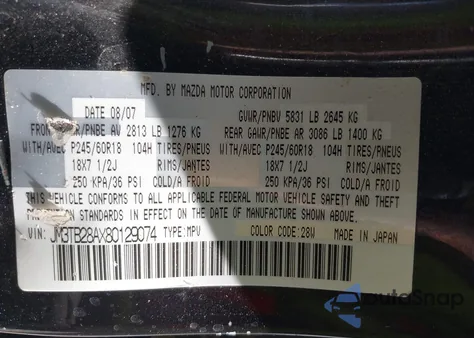 MFD. BY MAZDA MOTOR CORPORATION
DATE 08/07 GVWR/PNBV 5831 LB 2645 KG
FRONT /PNBE AV 2813 LB 1276 KG REAR GAWR/PNBE AR 3086 LB 1400 KG
WITH/AVEC P245/60R18 104H TIRES/PNEUS WITH/AVEC P245/60R18 104H TIRES/PNEUS
18X7 1/2J RIMS/JANTES 18X7 1/2J RIMS/JANTES
250 KPA/36 PSI COLD/A FROID 250 KPA/36 PSI COLD/A FROID
THIS VEHICLE CONFORMS TO ALL APPLICABLE FEDERAL MOTOR VEHICLE SAFETY AND THEFT
STANDARDS IN EFFECT ON THE DATE OF MANUFACTURE SHOWN ABOVE.
VIN: JM3TB28AX80129074 TYPE:MPV COLOR CODE:28W MADE IN JAPAN
autoSnap